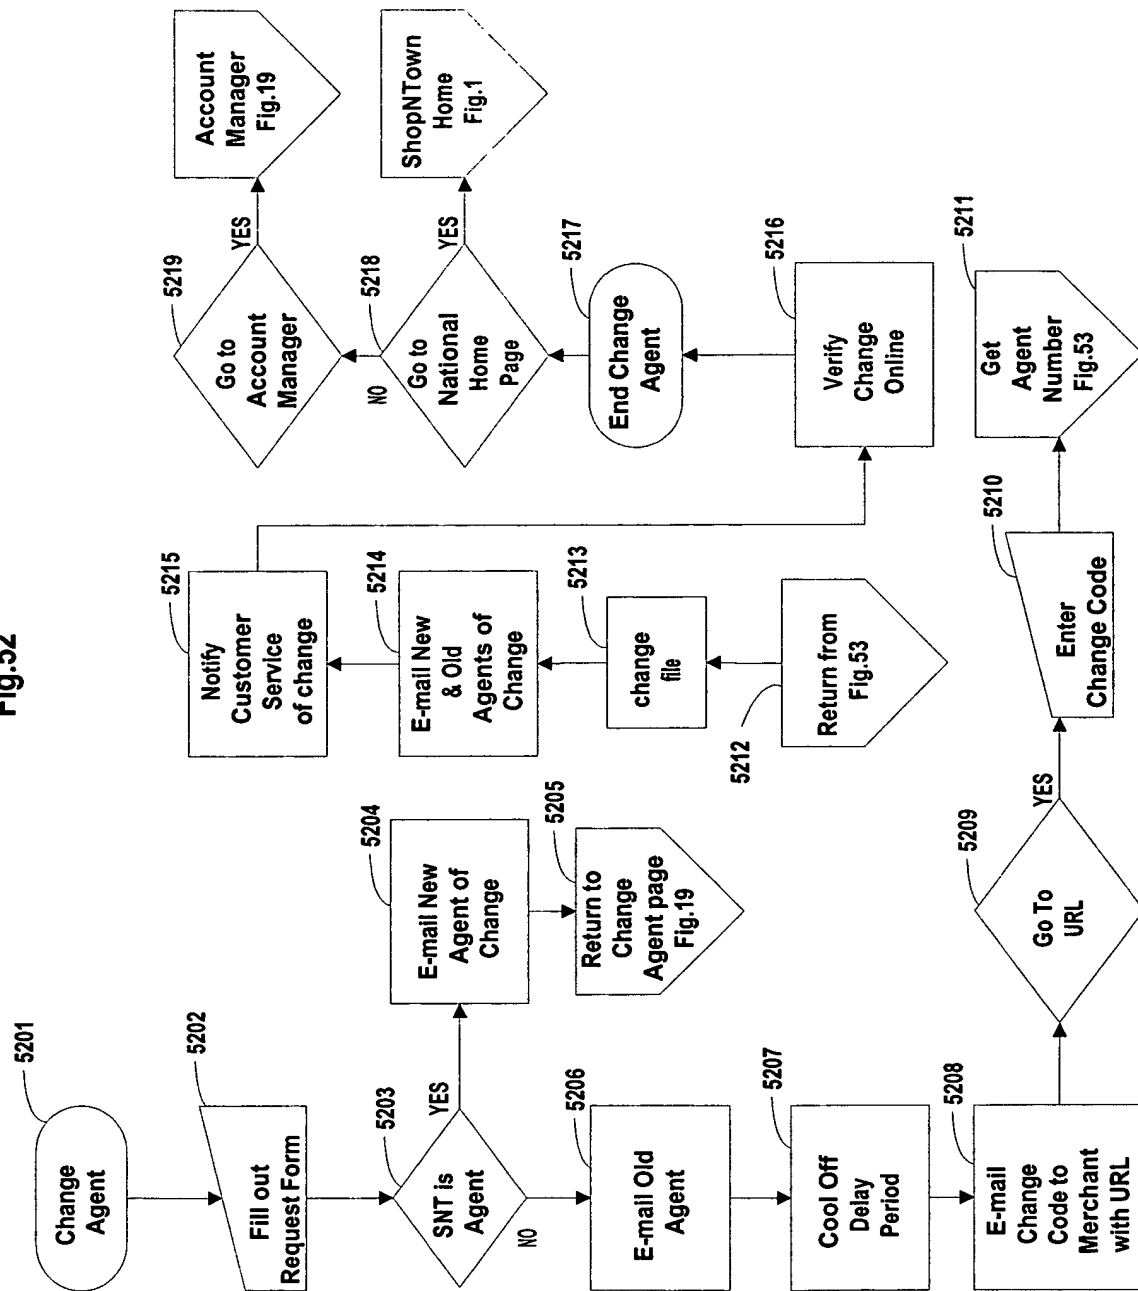 Fig.52
5201
Change
Agent
5202
Fill out
Request Form
5203
SNT is
Agent
YES
NO
5204
E-mail New
Agent of
Change
5205
Return to
Change
Agent page
Fig.19
5206
E-mail Old
Agent
5207
Cool Off
Delay
Period
5208
E-mail
Change
Code to
Merchant
with URL
5209
Go To
URL
YES
5210
Enter
Change Code
5211
Get
Agent
Number
Fig.53
5212
Return from
Fig.53
5213
change
file
5214
E-mail New
& Old
Agents of
Change
5215
Notify
Customer
Service
of change
5216
Verify
Change
Online
5217
End Change
Agent
5218
Go to
National
Home
Page
YES
NO
ShopNTown
Home
Fig.1
5219
Go to
Account
Manager
YES
Account
Manager
Fig.19